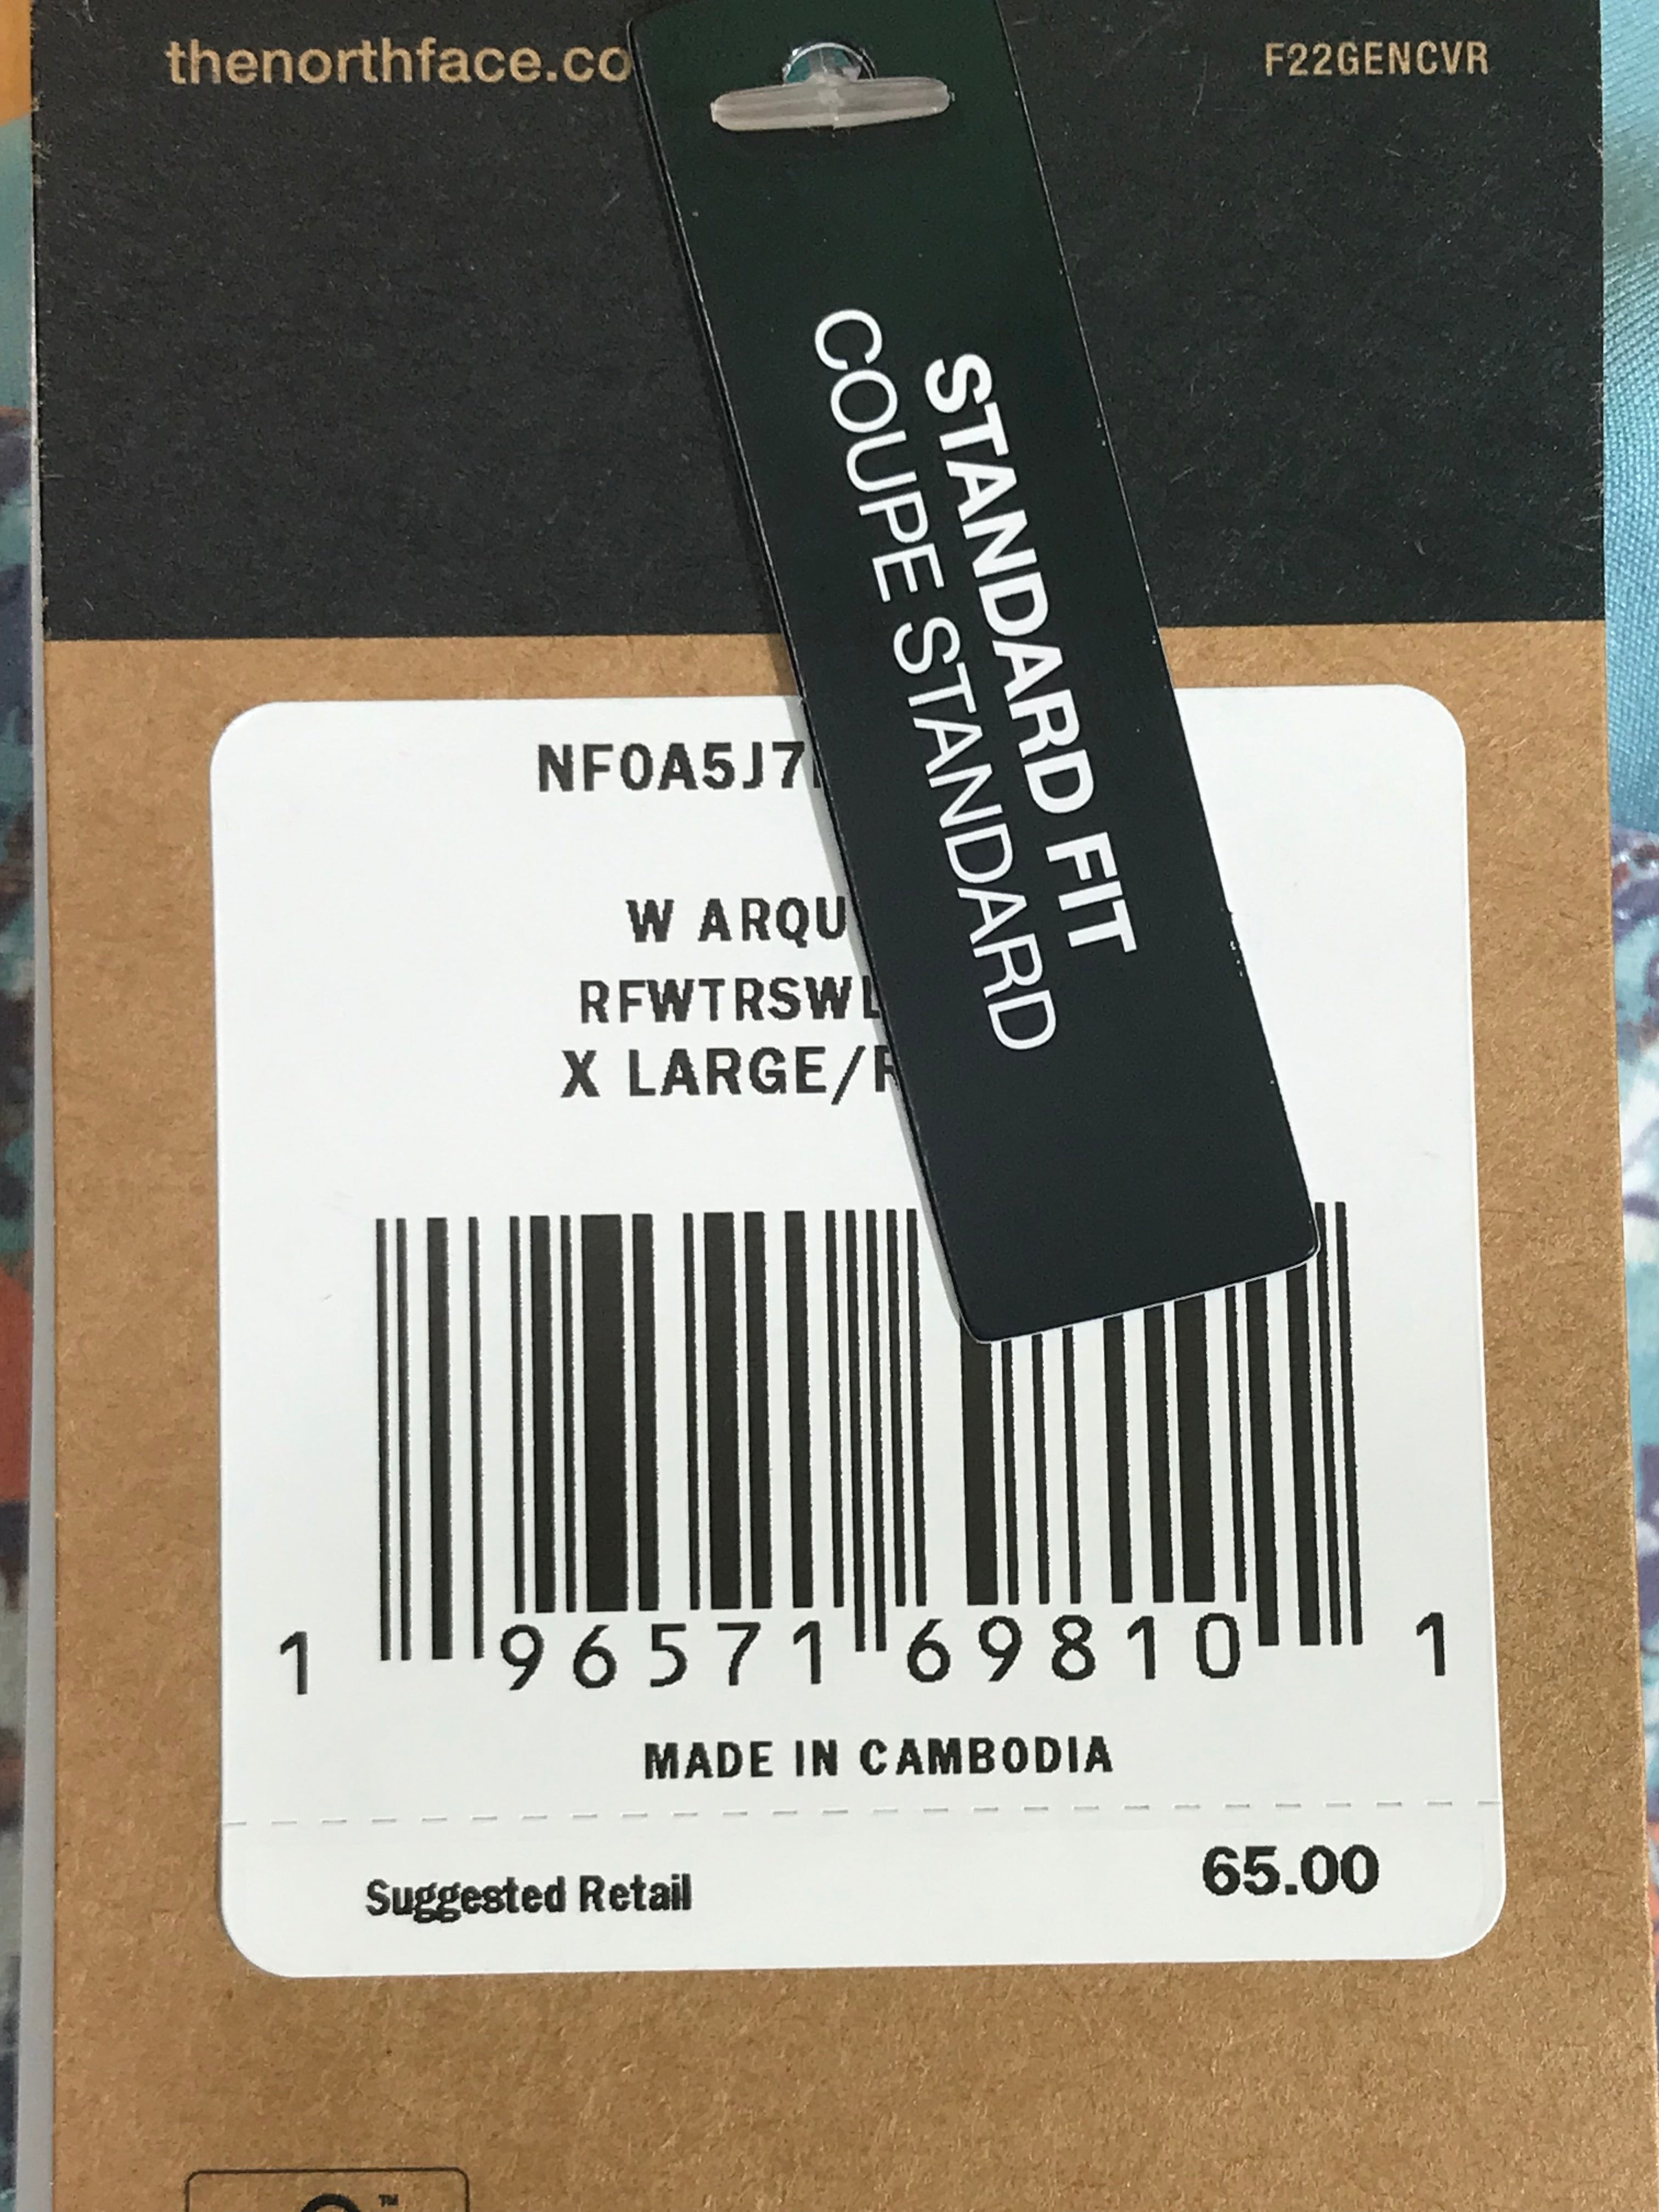 thenorthface.co
F22GENCVR
STANDARD FIT
COUPE STANDARD
NF0A5J7
W ARQU
RFWTRSWL
X LARGE/R
1 96571 69810 1
MADE IN CAMBODIA
Suggested Retail
65.00
™